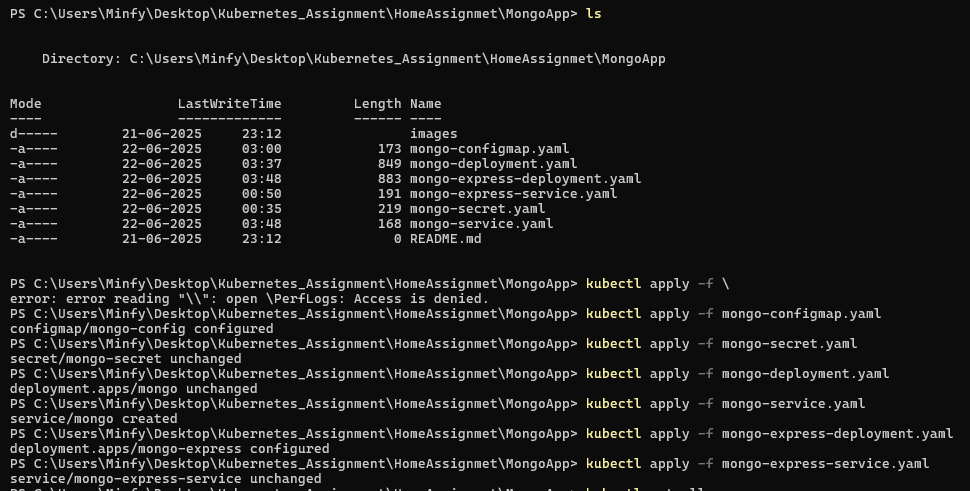 PS C:\Users\Minfy\Desktop\Kubernetes_Assignment\HomeAssignmet\MongoApp> ls
Directory: C:\Users\Minfy\Desktop\Kubernetes_Assignment\HomeAssignmet\MongoApp
Mode LastWriteTime Length Name
---- ------------- ------ ----
d----- 21-06-2025 23:12 images
-a---- 22-06-2025 03:00 173 mongo-configmap.yaml
-a---- 22-06-2025 03:37 849 mongo-deployment.yaml
-a---- 22-06-2025 03:48 883 mongo-express-deployment.yaml
-a---- 22-06-2025 00:50 191 mongo-express-service.yaml
-a---- 22-06-2025 00:35 219 mongo-secret.yaml
-a---- 22-06-2025 03:48 168 mongo-service.yaml
-a---- 21-06-2025 23:12 0 README.md
PS C:\Users\Minfy\Desktop\Kubernetes_Assignment\HomeAssignmet\MongoApp> kubectl apply -f \
error: error reading "\\": open \PerfLogs: Access is denied.
PS C:\Users\Minfy\Desktop\Kubernetes_Assignment\HomeAssignmet\MongoApp> kubectl apply -f mongo-configmap.yaml
configmap/mongo-config configured
PS C:\Users\Minfy\Desktop\Kubernetes_Assignment\HomeAssignmet\MongoApp> kubectl apply -f mongo-secret.yaml
secret/mongo-secret unchanged
PS C:\Users\Minfy\Desktop\Kubernetes_Assignment\HomeAssignmet\MongoApp> kubectl apply -f mongo-deployment.yaml
deployment.apps/mongo unchanged
PS C:\Users\Minfy\Desktop\Kubernetes_Assignment\HomeAssignmet\MongoApp> kubectl apply -f mongo-service.yaml
service/mongo created
PS C:\Users\Minfy\Desktop\Kubernetes_Assignment\HomeAssignmet\MongoApp> kubectl apply -f mongo-express-deployment.yaml
deployment.apps/mongo-express configured
PS C:\Users\Minfy\Desktop\Kubernetes_Assignment\HomeAssignmet\MongoApp> kubectl apply -f mongo-express-service.yaml
service/mongo-express-service unchanged